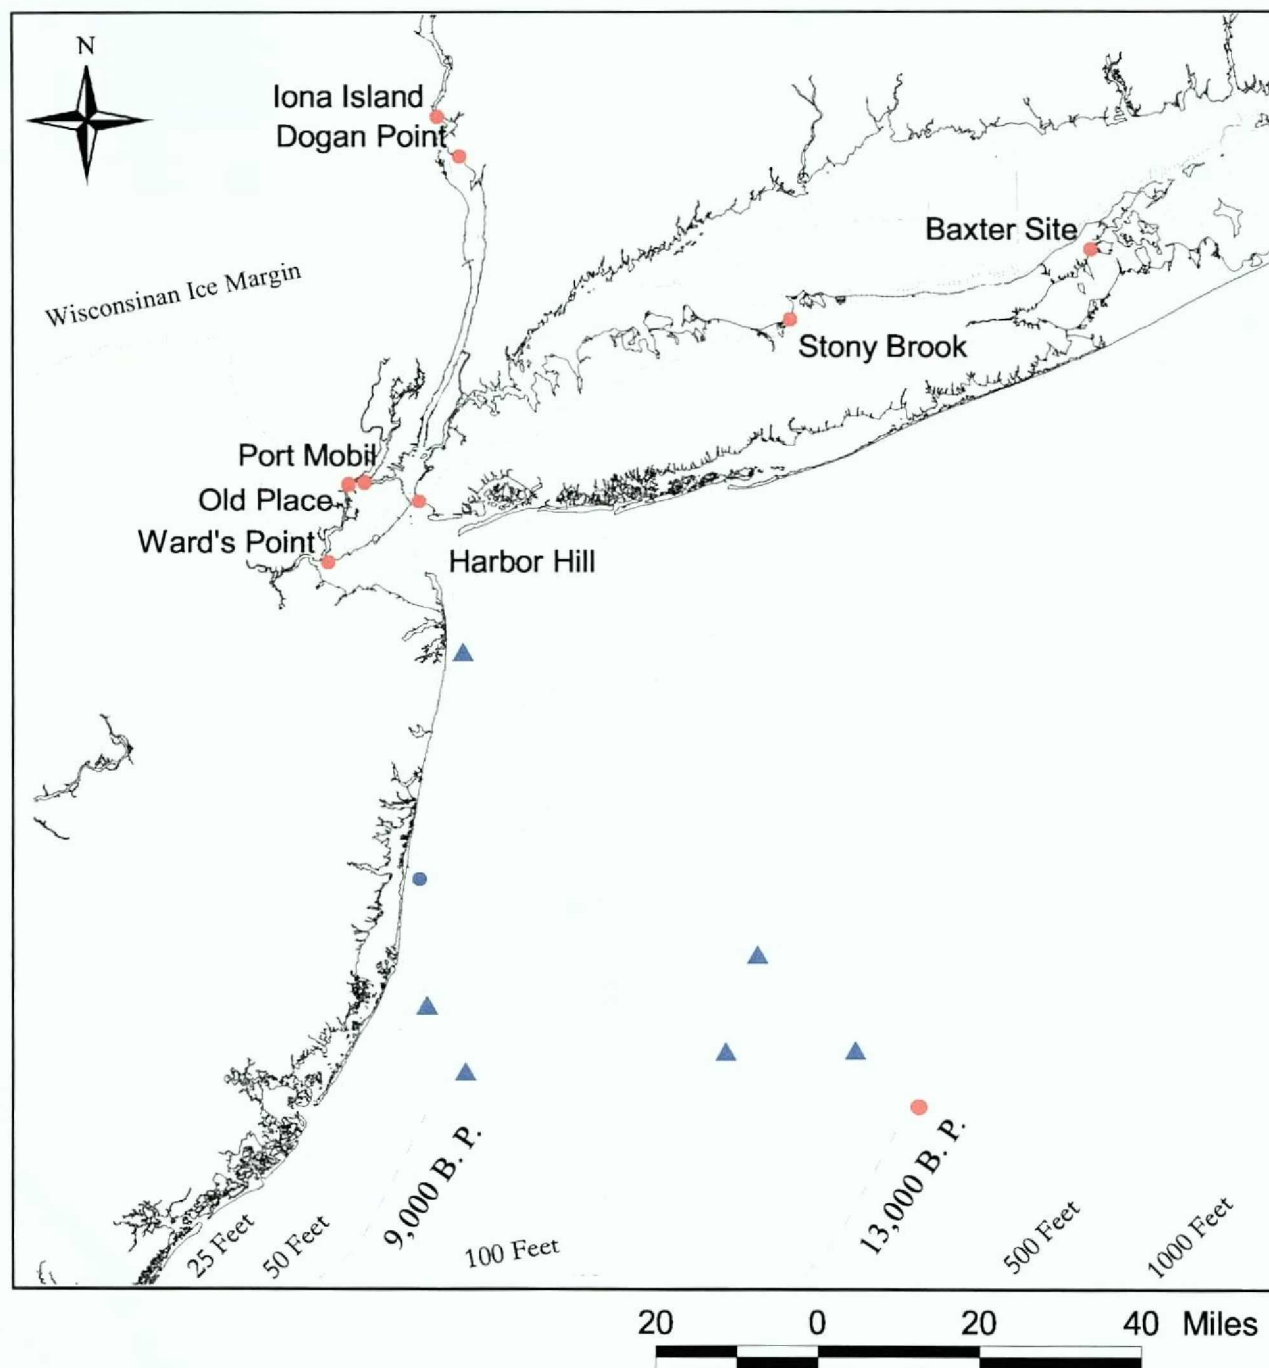 N
Iona Island
Dogan Point
Baxter Site
Wisconsinan Ice Margin
Stony Brook
Port Mobil
Old Place
Ward's Point
Harbor Hill
25 Feet
50 Feet
9,000 B. P.
100 Feet
13,000 B. P.
500 Feet
1000 Feet
20 0 20 40 Miles